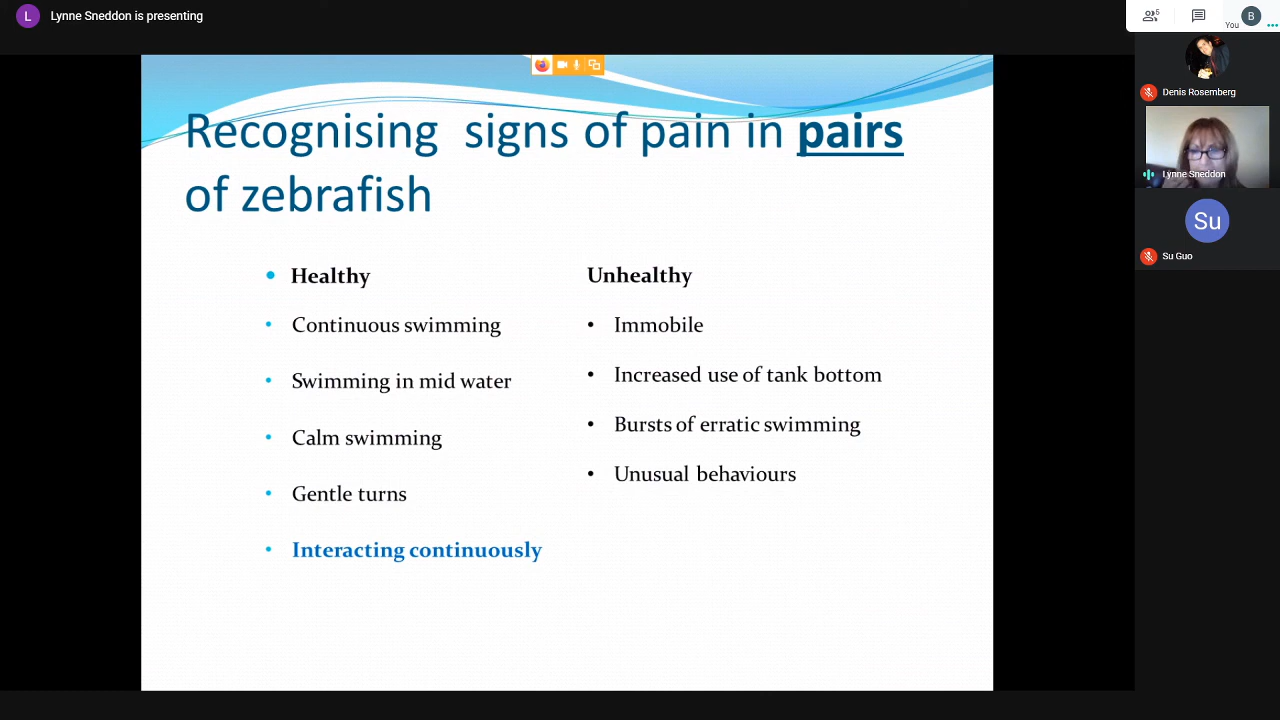 L
Lynne Sneddon is presenting
5
You
B
Denis Rosemberg
Lynne Sneddon
Su
Su Guo
Recognising signs of pain in pairs
of zebrafish
Healthy
Continuous swimming
Swimming in mid water
Calm swimming
Gentle turns
Interacting continuously
Unhealthy
Immobile
Increased use of tank bottom
Bursts of erratic swimming
Unusual behaviours